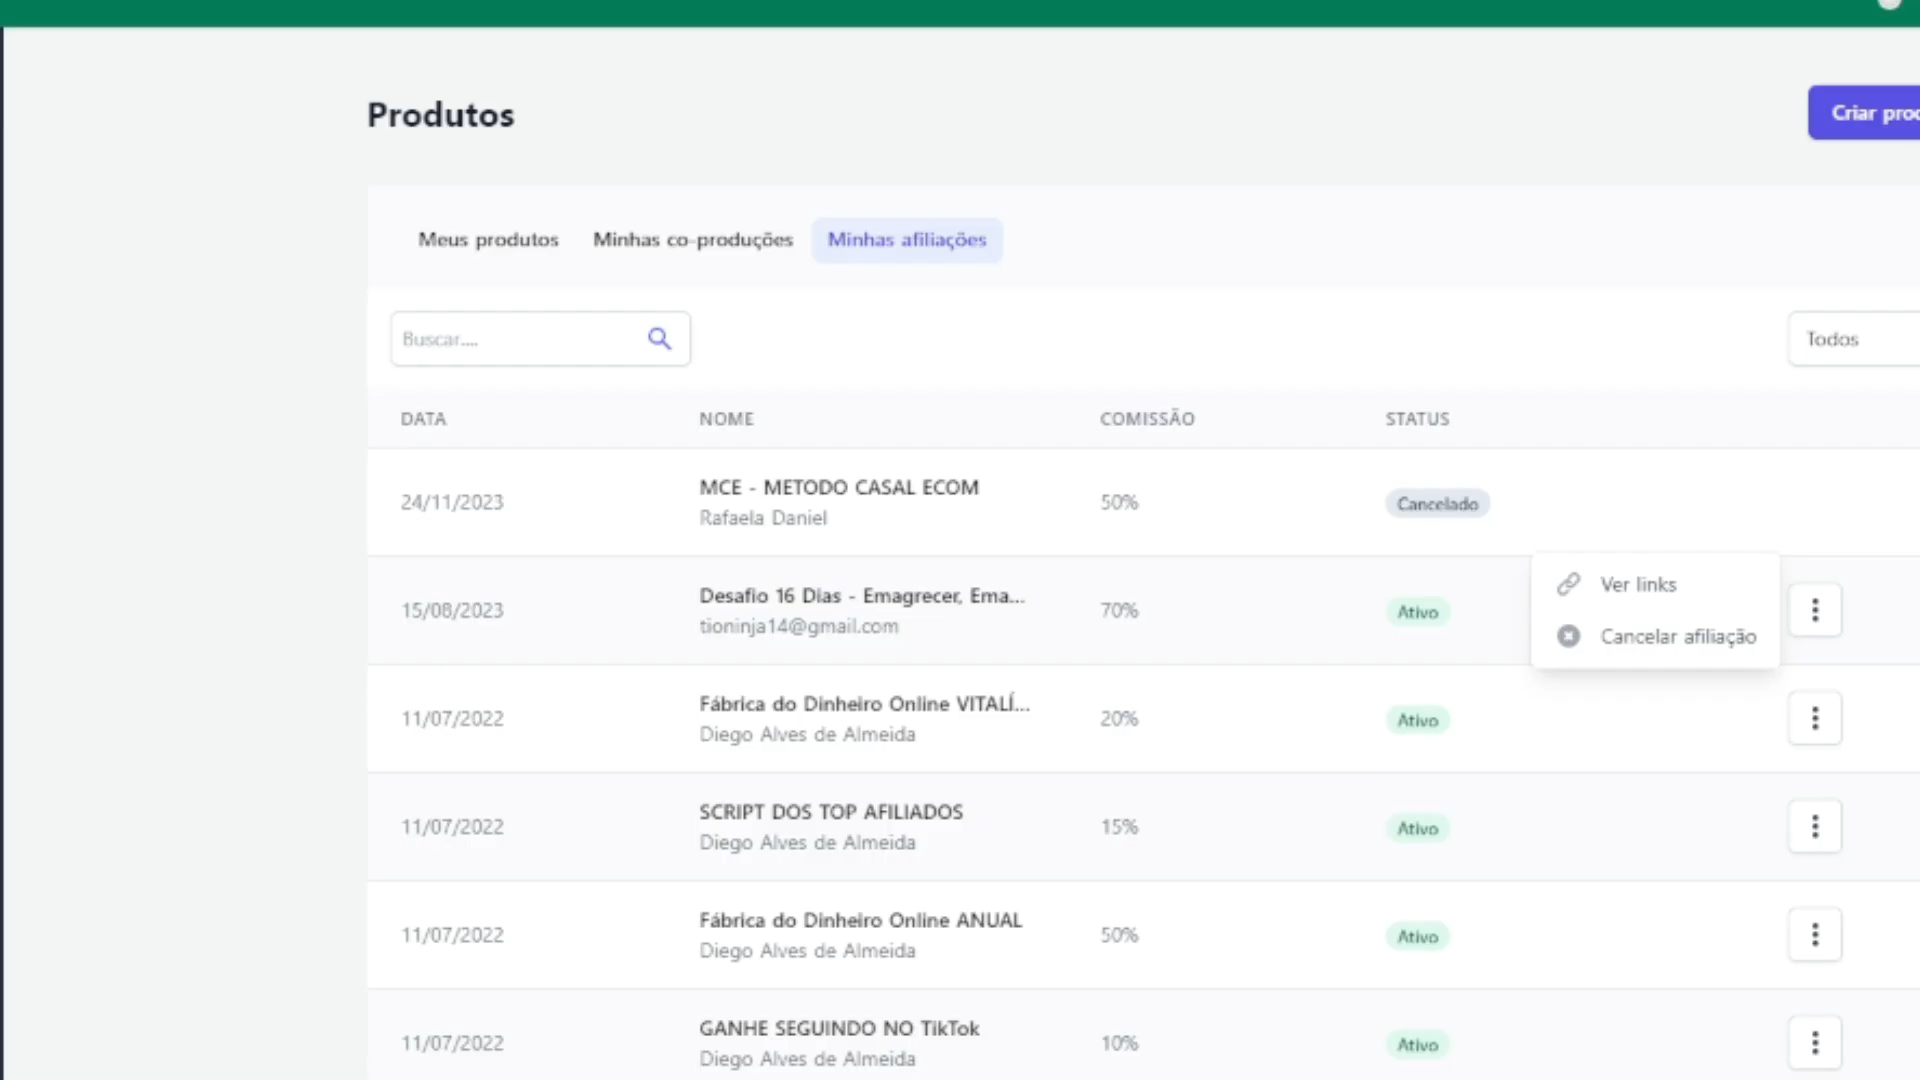 Produtos
Criar
Meus produtos Minhas co-produções Minhas afiliações
Buscar....
Todos
DATA NOME COMISSÃO STATUS
24/11/2023 MCE - METODO CASAL ECOM 50% Cancelado
Rafaela Daniel
15/08/2023 Desafio 16 Dias - Emagrecer, Ema... 70% Ativo
tioninja14@gmail.com
Ver links
Cancelar afiliação
11/07/2022 Fábrica do Dinheiro Online VITALÍ... 20% Ativo
Diego Alves de Almeida
11/07/2022 SCRIPT DOS TOP AFILIADOS 15% Ativo
Diego Alves de Almeida
11/07/2022 Fábrica do Dinheiro Online ANUAL 50% Ativo
Diego Alves de Almeida
11/07/2022 GANHE SEGUINDO NO TikTok 10% Ativo
Diego Alves de Almeida